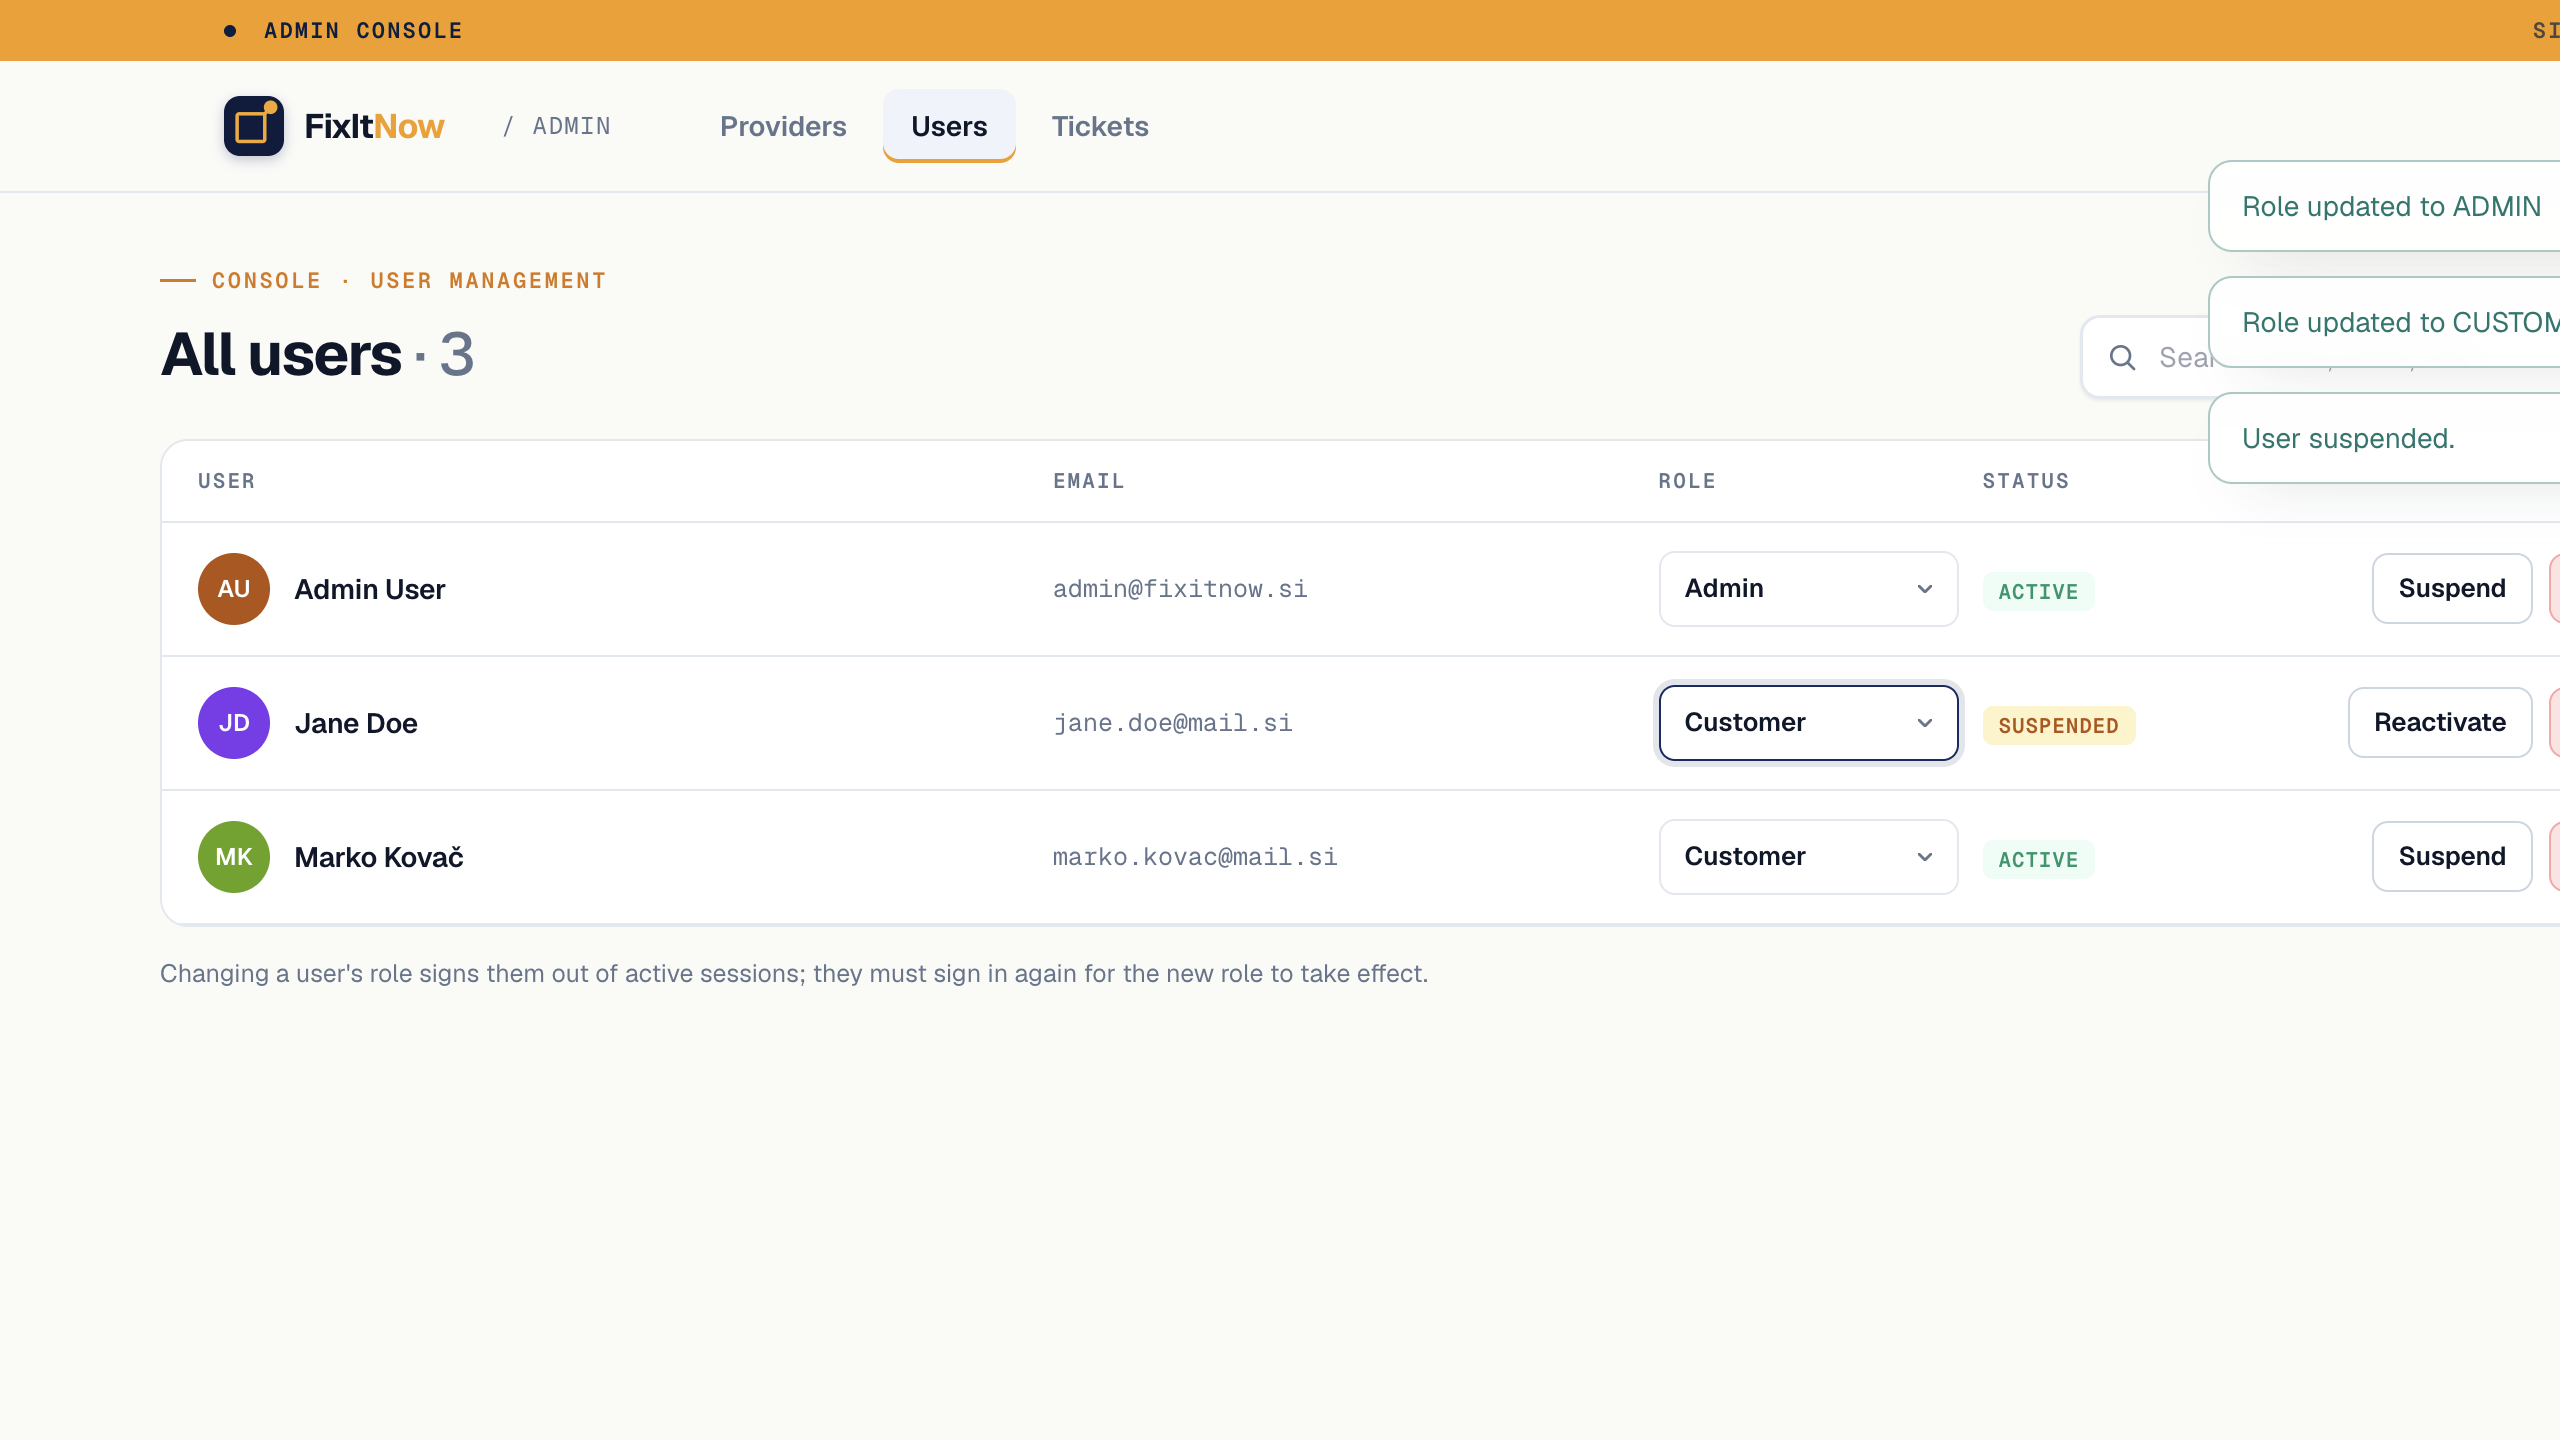 ADMIN CONSOLE
FixItNow / ADMIN Providers Users Tickets
Role updated to ADMIN
CONSOLE · USER MANAGEMENT
Role updated to
All users · 3
User suspended.
USER EMAIL ROLE STATUS
AU Admin User admin@fixitnow.si Admin ACTIVE Suspend
JD Jane Doe jane.doe@mail.si Customer SUSPENDED Reactivate
MK Marko Kovač marko.kovac@mail.si Customer ACTIVE Suspend
Changing a user's role signs them out of active sessions; they must sign in again for the new role to take effect.